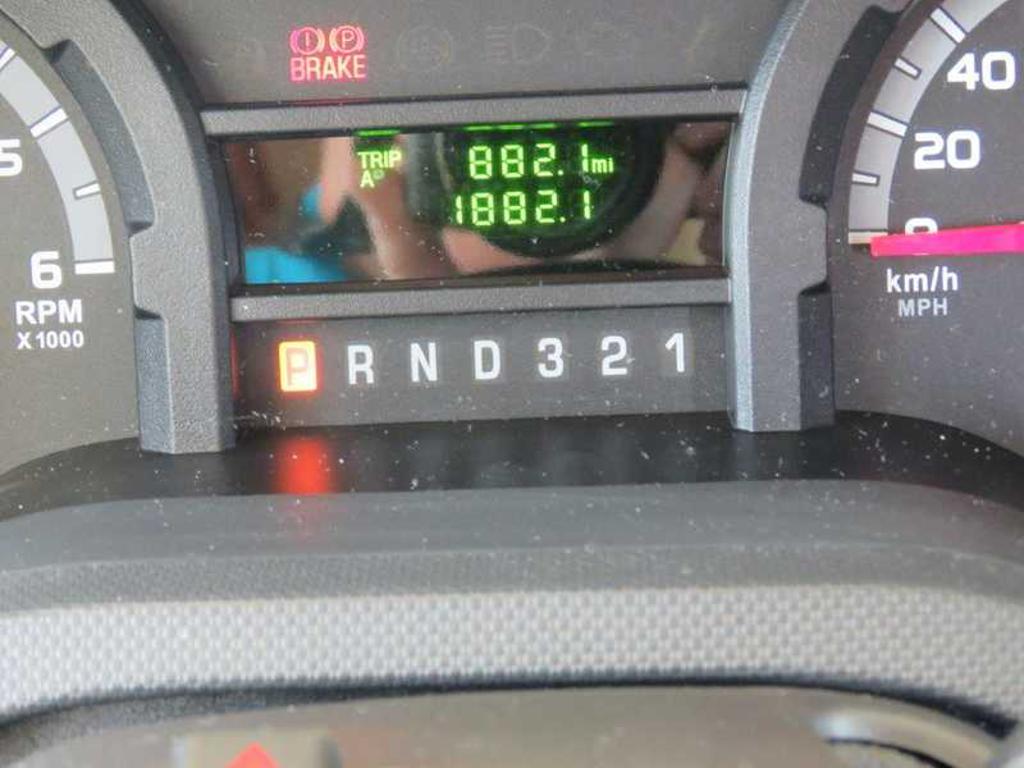 BRAKE
40
5
TRIP 882.1 mi
A
20
1882.1
0
6
RPM
X1000
km/h
MPH
P R N D 3 2 1